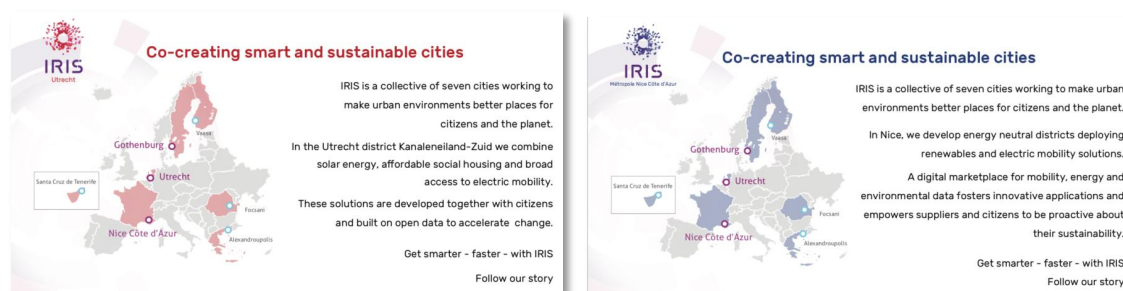 IRIS
Utrecht
Co-creating smart and sustainable cities
IRIS is a collective of seven cities working to
make urban environments better places for
citizens and the planet.
In the Utrecht district Kanaleneiland-Zuid we combine
solar energy, affordable social housing and broad
access to electric mobility.
These solutions are developed together with citizens
and built on open data to accelerate change.
Get smarter - faster - with IRIS
Follow our story
Vaasa
Gothenburg
Utrecht
Santa Cruz de Tenerife
Focsani
Nice Côte d'Ázur
Alexandroupolis
IRIS
Métropole Nice Côte d'Azur
Co-creating smart and sustainable cities
IRIS is a collective of seven cities working to make urban
environments better places for citizens and the planet.
In Nice, we develop energy neutral districts deploying
renewables and electric mobility solutions.
A digital marketplace for mobility, energy and
environmental data fosters innovative applications and
empowers suppliers and citizens to be proactive about
their sustainability.
Get smarter - faster - with IRIS
Follow our story
Vaasa
Gothenburg
Utrecht
Santa Cruz de Tenerife
Focsani
Nice Côte d'Ázur
Alexandroupolis